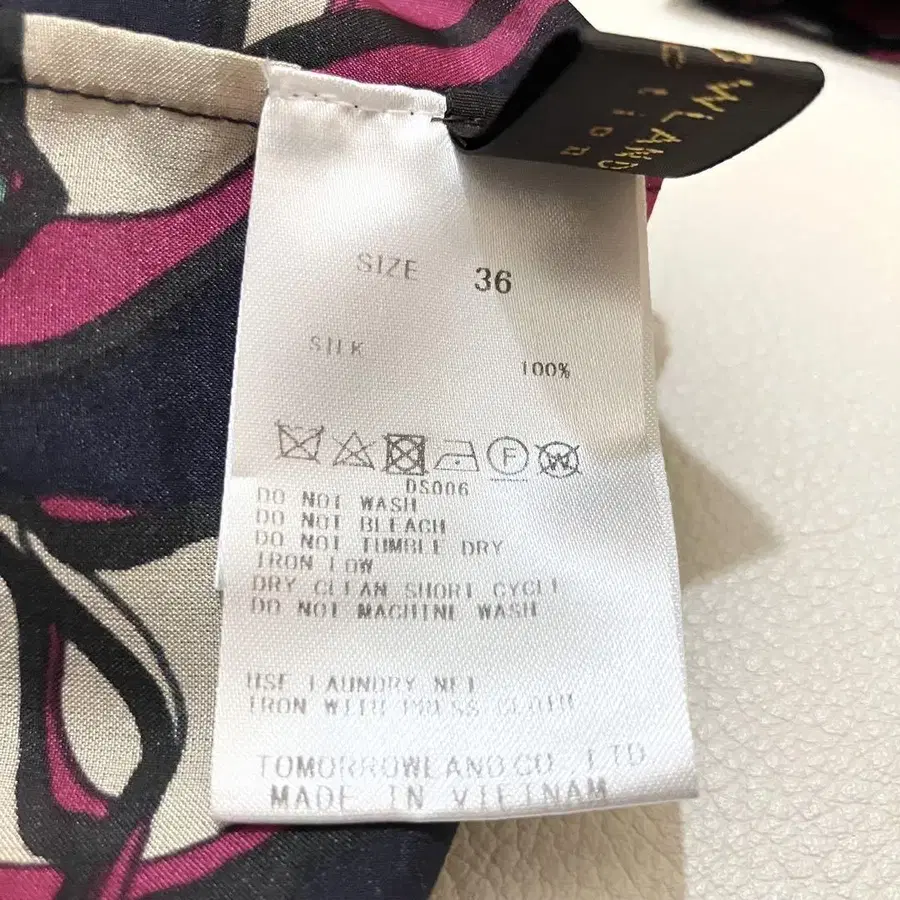 WLAND
ction
SIZE 36
SILK 100%
F W
DS006
DO NOT WASH
DO NOT BLEACH
DO NOT TUMBLE DRY
IRON LOW
DRY CLEAN SHORT CYCLE
DO NOT MACHINE WASH
USE LAUNDRY NET
IRON WITH PRESS CLOTH
TOMORROWLAND CO.,LTD
MADE IN VIETNAM